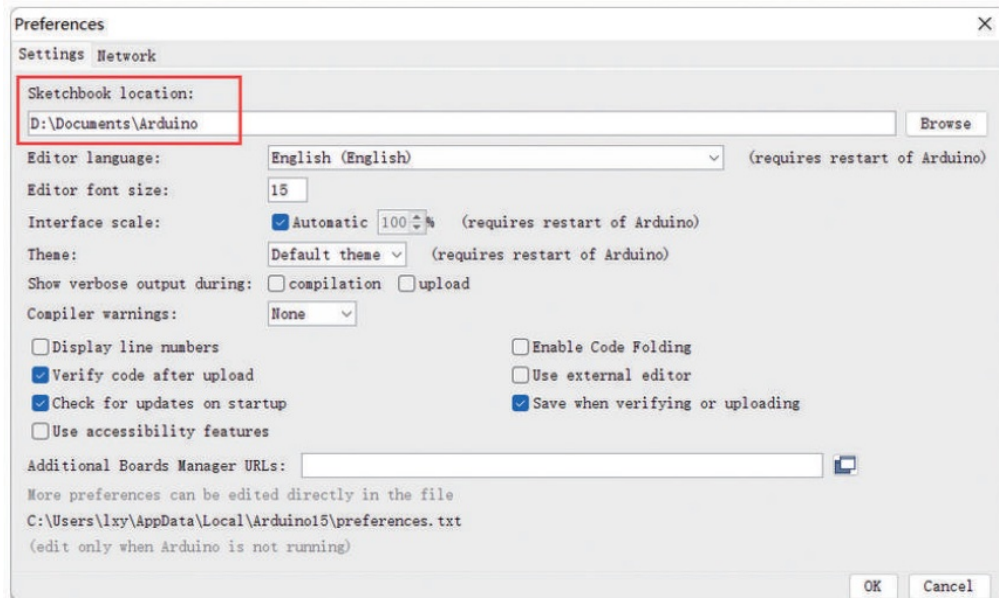 Preferences
Settings Network
Sketchbook location:
D:\Documents\Arduino Browse
Editor language: English (English) (requires restart of Arduino)
Editor font size: 15
Interface scale: Automatic 100 % (requires restart of Arduino)
Theme: Default theme (requires restart of Arduino)
Show verbose output during: compilation upload
Compiler warnings: None
Display line numbers Enable Code Folding
Verify code after upload Use external editor
Check for updates on startup Save when verifying or uploading
Use accessibility features
Additional Boards Manager URLs:
More preferences can be edited directly in the file
C:\Users\lxy\AppData\Local\Arduino15\preferences.txt
(edit only when Arduino is not running)
OK Cancel